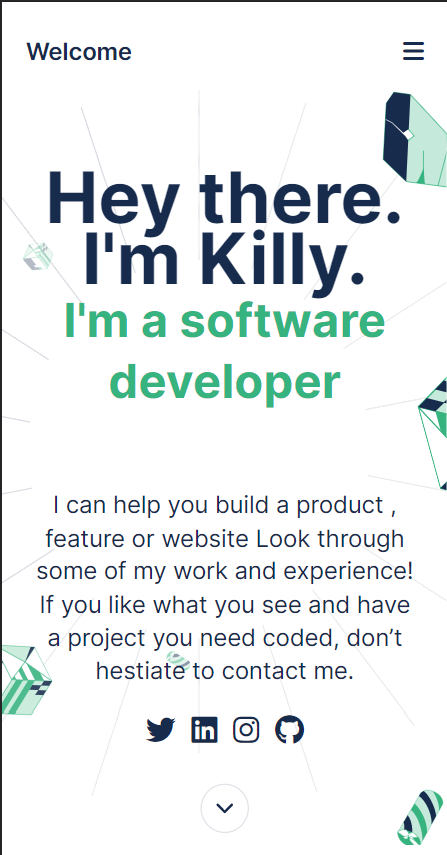 Welcome
Hey there.
I'm Killy.
I'm a software
developer
I can help you build a product ,
feature or website Look through
some of my work and experience!
If you like what you see and have
a project you need coded, don’t
hestiate to contact me.